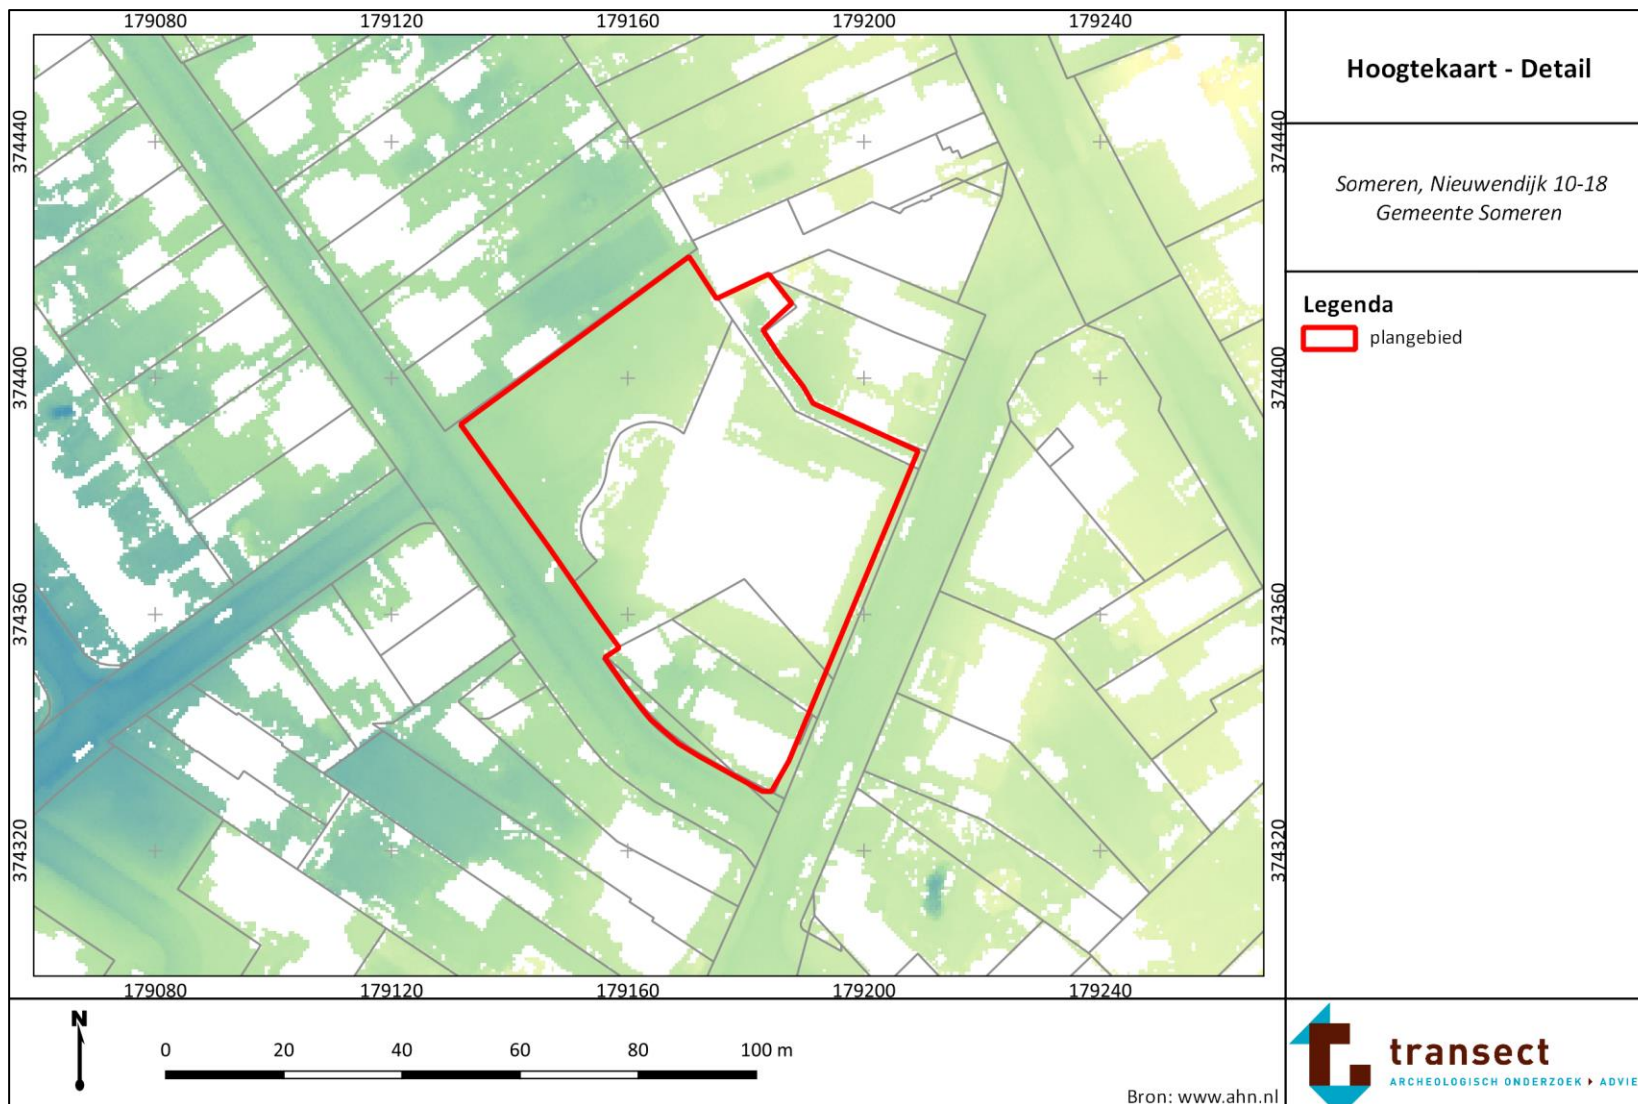 179080 179120 179160 179200 179240
374440
374400
374360
374320
374440
374400
374360
374320
179080 179120 179160 179200 179240
Hoogtekaart - Detail
Someren, Nieuwendijk 10-18
Gemeente Someren
Legenda
plangebied
N
0 20 40 60 80 100 m
Bron: www.ahn.nl
transect
ARCHEOLOGISCH ONDERZOEK ▸ ADVIE